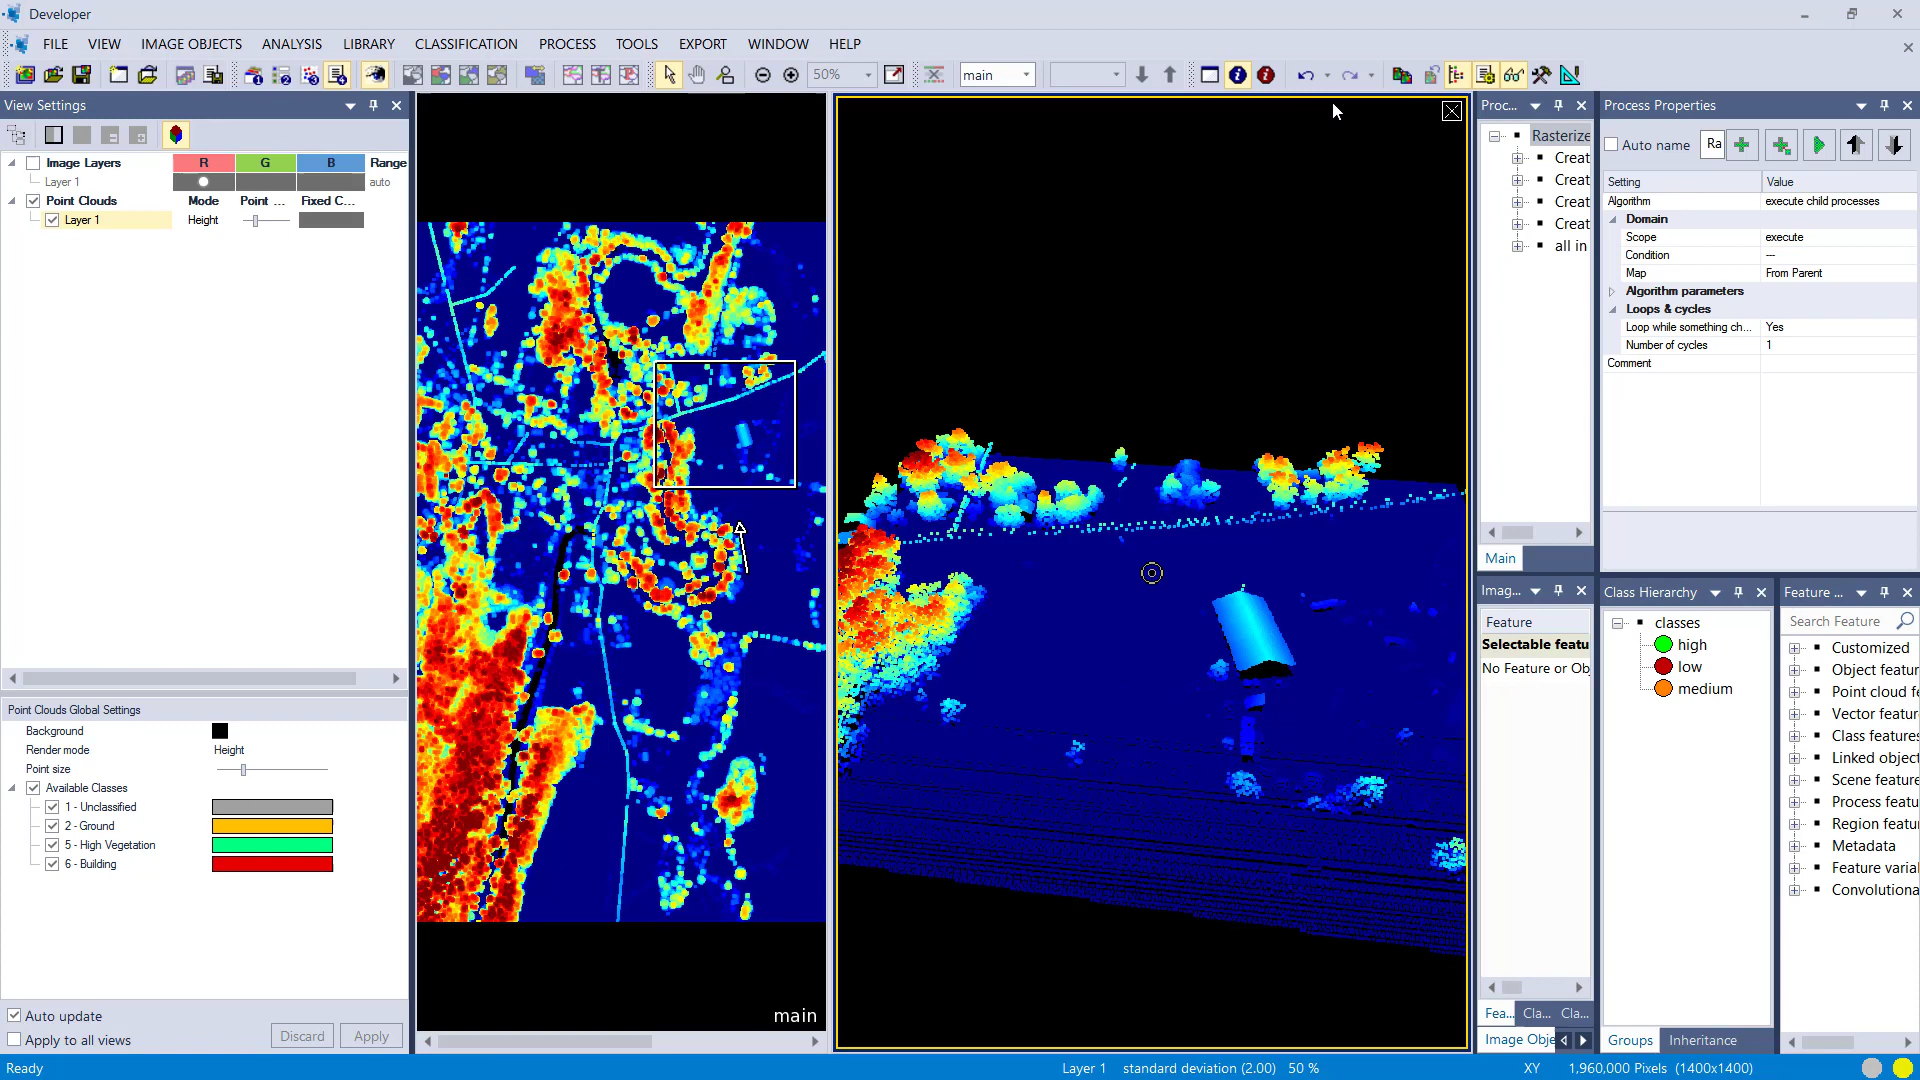 Developer
FILE VIEW IMAGE OBJECTS ANALYSIS LIBRARY CLASSIFICATION PROCESS TOOLS EXPORT WINDOW HELP
50% main
View Settings
Image Layers R G B Range
Layer 1 auto
Point Clouds Mode Point ... Fixed C...
Layer 1 Height
Point Clouds Global Settings
Background
Render mode Height
Point size
Available Classes
1 - Unclassified
2 - Ground
5 - High Vegetation
6 - Building
Auto update
Apply to all views Discard Apply
main
Proc...
Rasterize
Creat
Creat
Creat
Creat
all in
Main
Process Properties
Auto name Ra
Setting Value
Algorithm execute child processes
Domain
Scope execute
Condition ---
Map From Parent
Algorithm parameters
Loops & cycles
Loop while something ch... Yes
Number of cycles 1
Comment
Imag...
Feature
Selectable featu
No Feature or Ob
Fea... Cla... Cla...
Image Obje
Class Hierarchy
classes
high
low
medium
Groups Inheritance
Feature ...
Search Feature
Customized
Object featur
Point cloud fe
Vector featur
Class features
Linked object
Scene feature
Process featu
Region featur
Metadata
Feature varial
Convolutiona
Ready Layer 1 standard deviation (2.00) 50 % XY 1,960,000 Pixels (1400x1400)